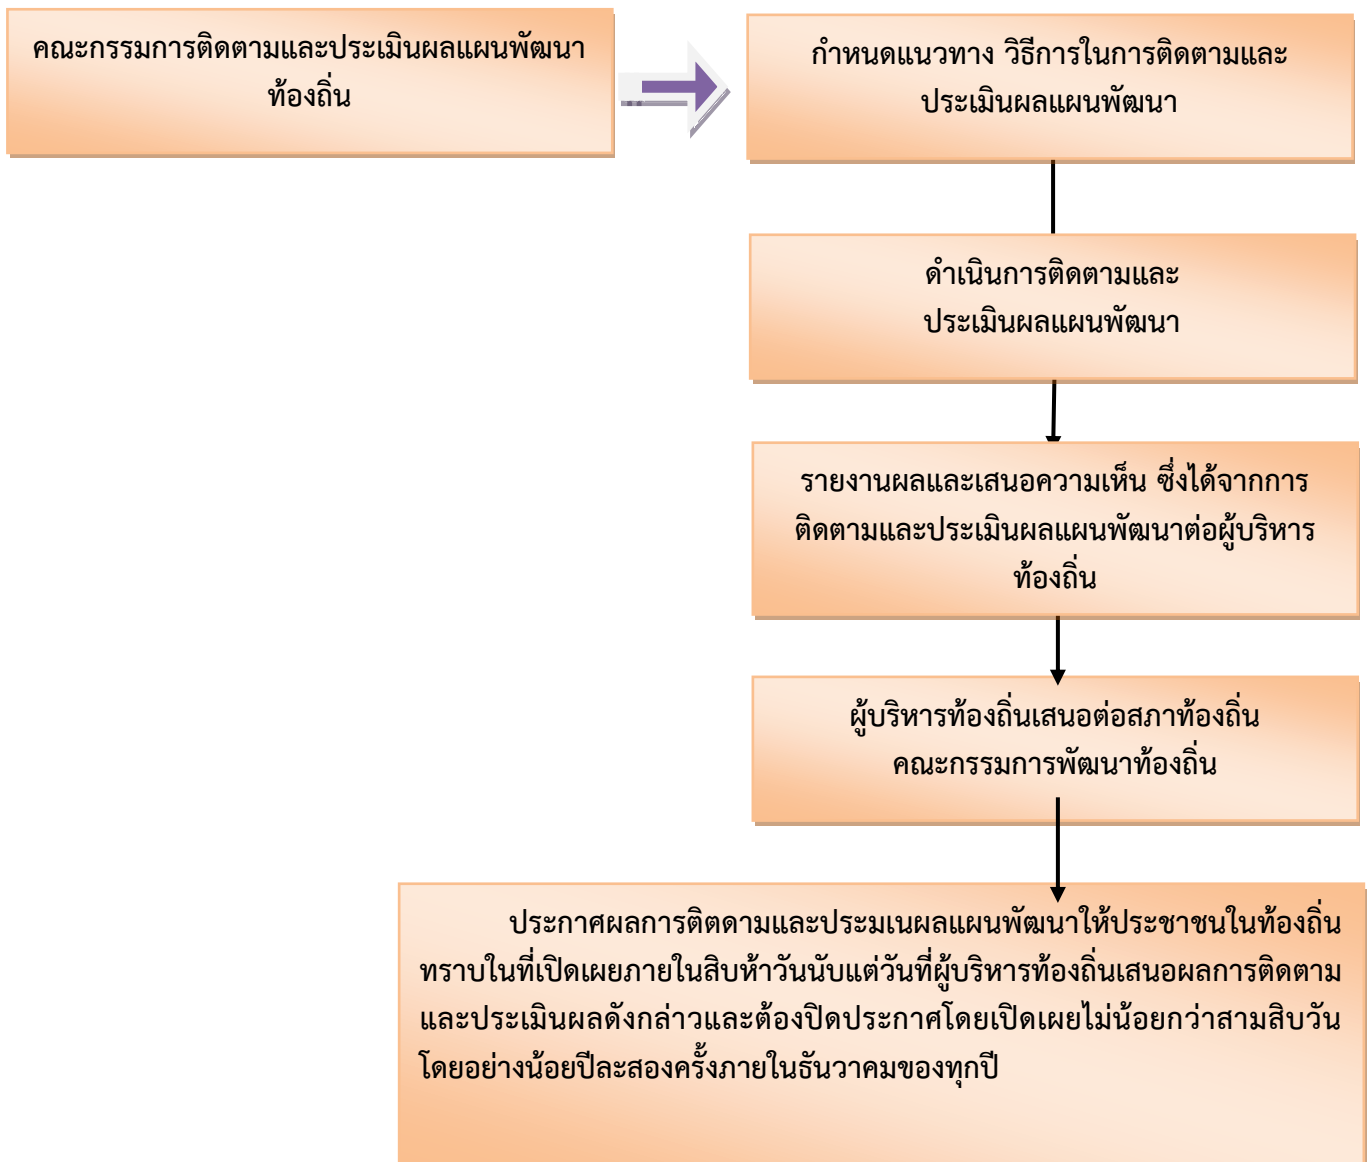 คณะกรรมการติดตามและประเมินผลแผนพัฒนา
ท้องถิ่น
กำหนดแนวทาง วิธีการในการติดตามและ
ประเมินผลแผนพัฒนา
ดำเนินการติดตามและ
ประเมินผลแผนพัฒนา
รายงานผลและเสนอความเห็น ซึ่งได้จากการ
ติดตามและประเมินผลแผนพัฒนาต่อผู้บริหาร
ท้องถิ่น
ผู้บริหารท้องถิ่นเสนอต่อสภาท้องถิ่น
คณะกรรมการพัฒนาท้องถิ่น
ประกาศผลการติตดามและประมเนผลแผนพัฒนาให้ประชาชนในท้องถิ่น
ทราบในที่เปิดเผยภายในสิบห้าวันนับแต่วันที่ผู้บริหารท้องถิ่นเสนอผลการติดตาม
และประเมินผลดังกล่าวและต้องปิดประกาศโดยเปิดเผยไม่น้อยกว่าสามสิบวัน
โดยอย่างน้อยปีละสองครั้งภายในธันวาคมของทุกปี